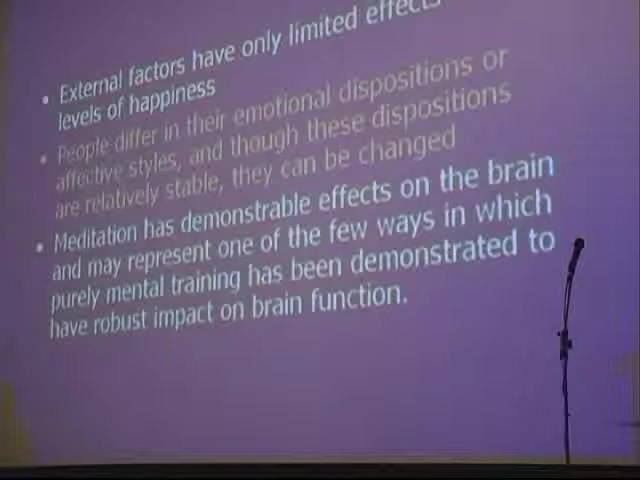 • External factors have only limited effects
levels of happiness
• People differ in their emotional dispositions or
affective styles, and though these dispositions
are relatively stable, they can be changed
• Meditation has demonstrable effects on the brain
and may represent one of the few ways in which
purely mental training has been demonstrated to
have robust impact on brain function.